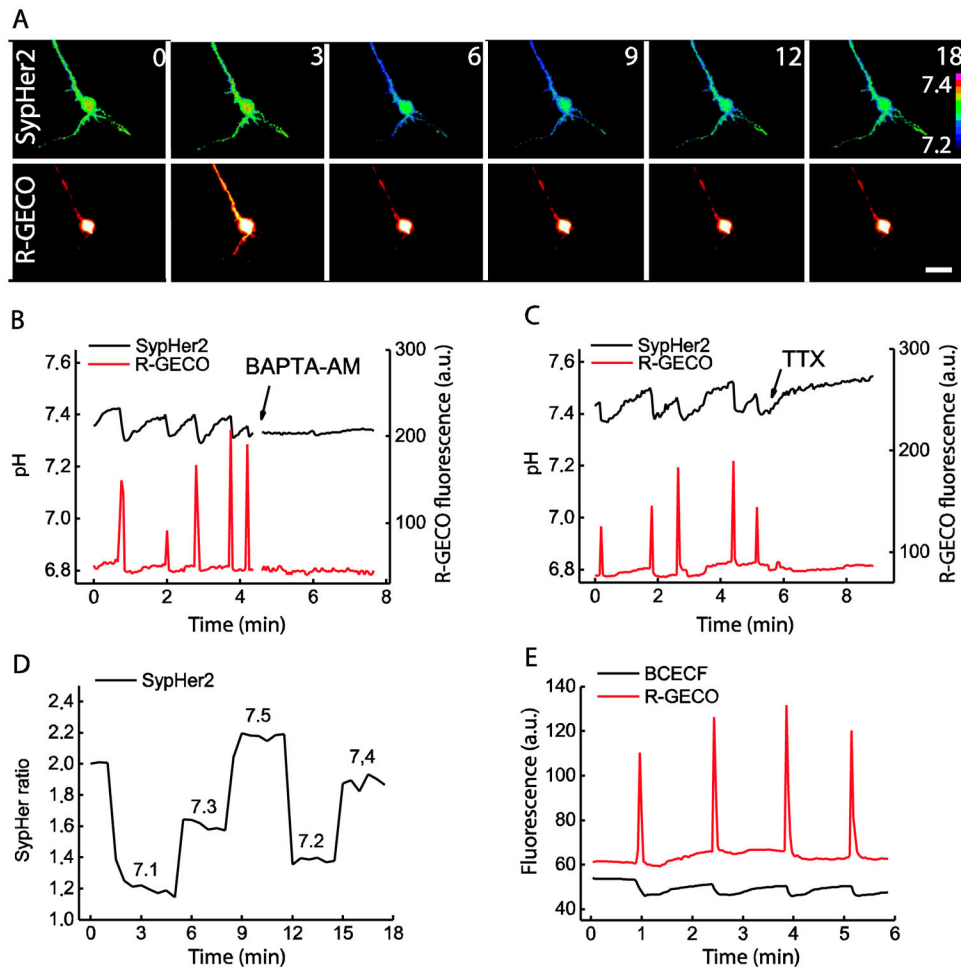 A
SypHer2
0
3
6
9
12
18
7.4
7.2
R-GECO
B
SypHer2
R-GECO
BAPTA-AM
7,6
7,4
7,2
7.0
6,8
pH
300
200
100
R-GECO fluorescence (a.u.)
0 2 4 6 8
Time (min)
C
SypHer2
R-GECO
TTX
7,6
7,4
7,2
7.0
6,8
pH
300
200
100
R-GECO fluorescence (a.u.)
0 2 4 6 8
Time (min)
D
SypHer2
2.4
2.2
2.0
1.8
1.6
1.4
1,2
1.0
SypHer ratio
7.1
7.3
7.5
7.2
7,4
0 3 6 9 12 15 18
Time (min)
E
BCECF
R-GECO
140
120
100
80
60
40
Fluorescence (a.u.)
0 1 2 3 4 5 6
Time (min)